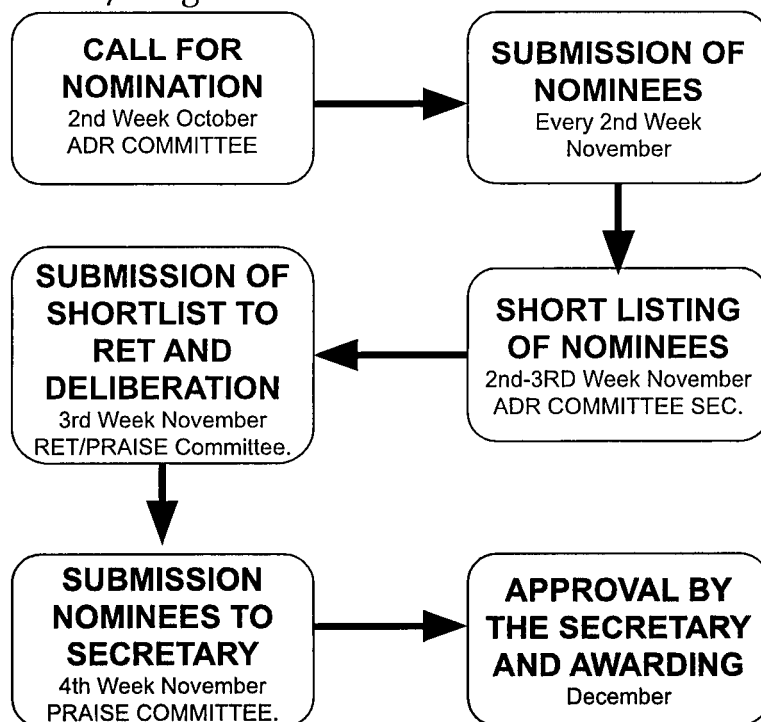 CALL FOR
NOMINATION
2nd Week October
ADR COMMITTEE
SUBMISSION OF
NOMINEES
Every 2nd Week
November
SHORT LISTING
OF NOMINEES
2nd-3RD Week November
ADR COMMITTEE SEC.
SUBMISSION OF
SHORTLIST TO
RET AND
DELIBERATION
3rd Week November
RET/PRAISE Committee.
SUBMISSION
NOMINEES TO
SECRETARY
4th Week November
PRAISE COMMITTEE.
APPROVAL BY
THE SECRETARY
AND AWARDING
December